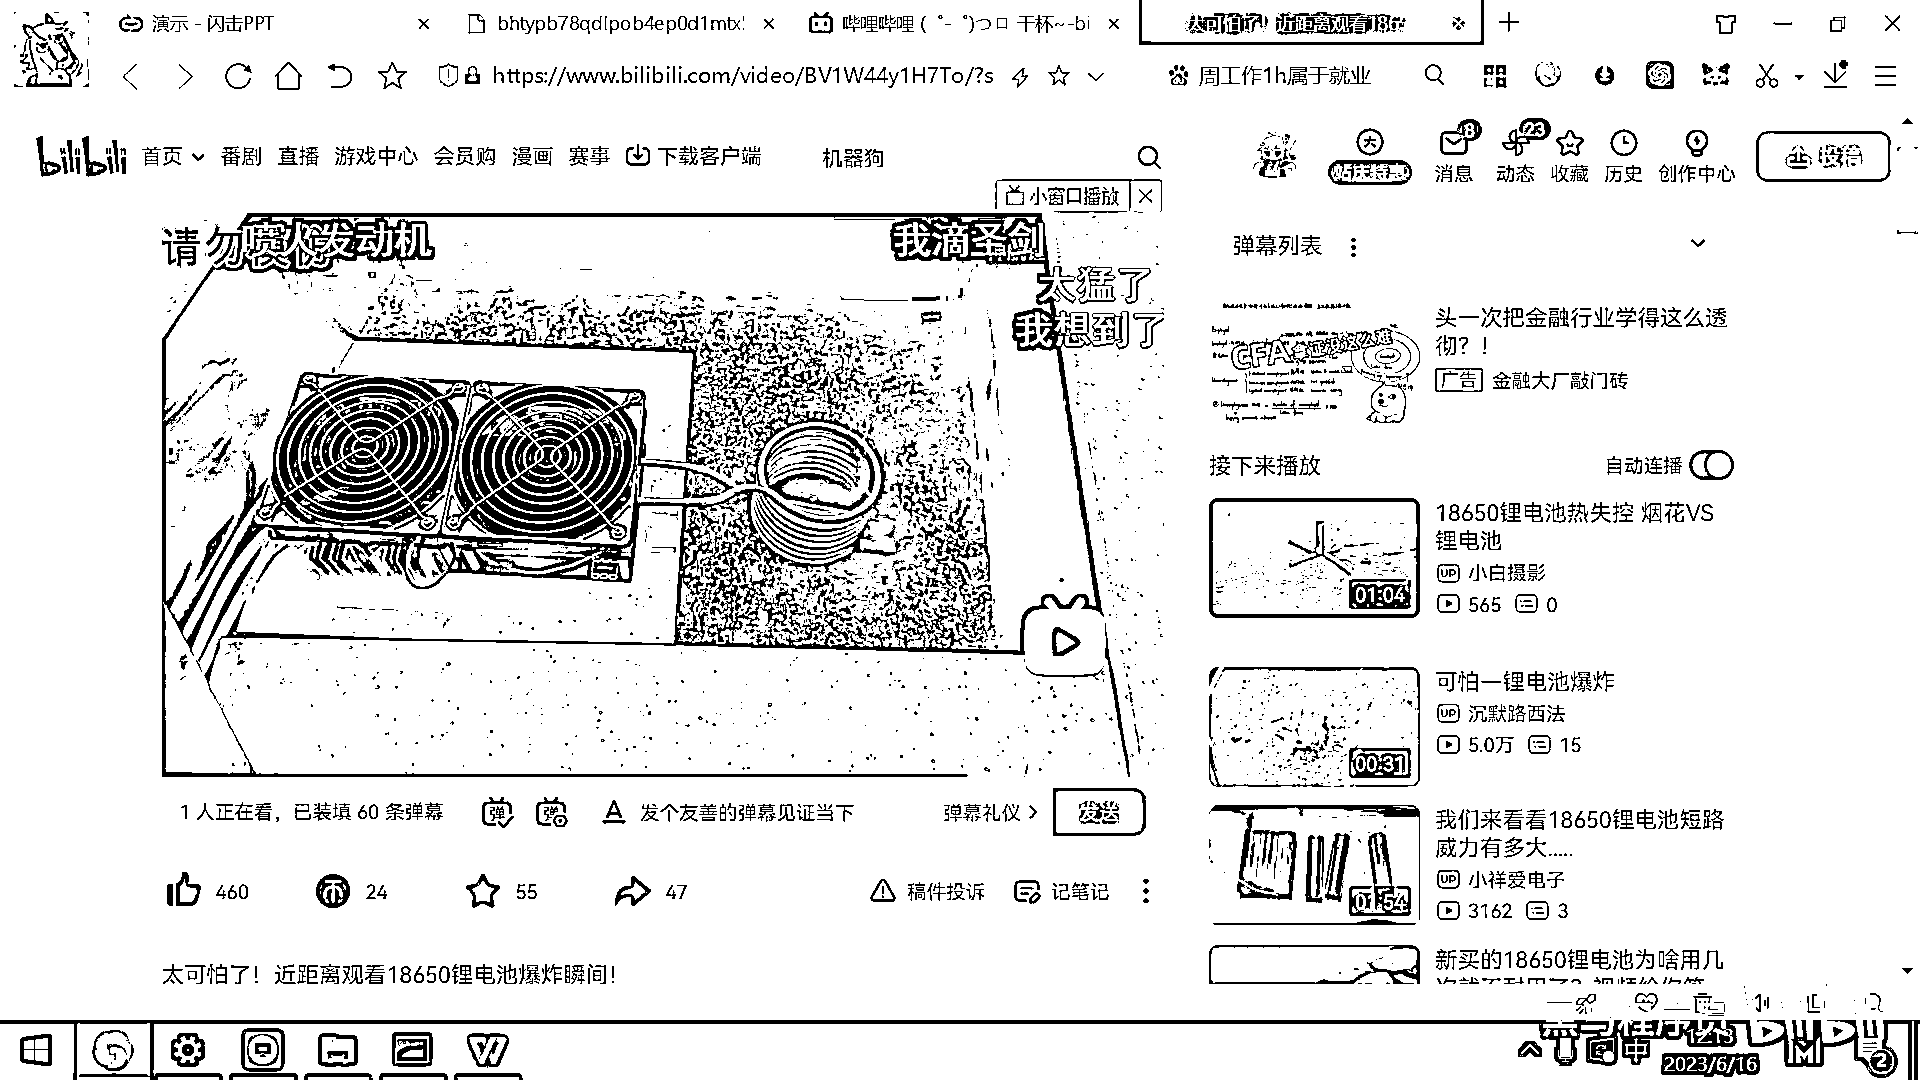 演示 - 闪击PPT
bhtypb78qdlpob4ep0d1mtx
哔哩哔哩 (゜-゜)つロ 干杯~-bi
太可怕了！近距离观看186
https://www.bilibili.com/video/BV1W44y1H7To/?s
周工作1h属于就业
bilibili
首页 番剧 直播 游戏中心 会员购 漫画 赛事 下载客户端
机器狗
大
8
23
消息 动态 收藏 历史 创作中心
投稿
小窗口播放
请勿
喷火发动机
我滴圣剑
太猛了
我想到了
弹幕列表
CFA
头一次把金融行业学得这么透
彻？！
广告 金融大厂敲门砖
接下来播放
自动连播
01:04
18650锂电池热失控 烟花VS
锂电池
UP 小白摄影
565 0
00:31
可怕一锂电池爆炸
UP 沉默路西法
5.0万 15
01:54
我们来看看18650锂电池短路
威力有多大.....
UP 小祥爱电子
3162 3
新买的18650锂电池为啥用几
1 人正在看，已装填 60 条弹幕
弹
弹
A
发个友善的弹幕见证当下
弹幕礼仪 >
发送
460
24
55
47
稿件投诉
记笔记
太可怕了！近距离观看18650锂电池爆炸瞬间！
中
2023/6/16
2